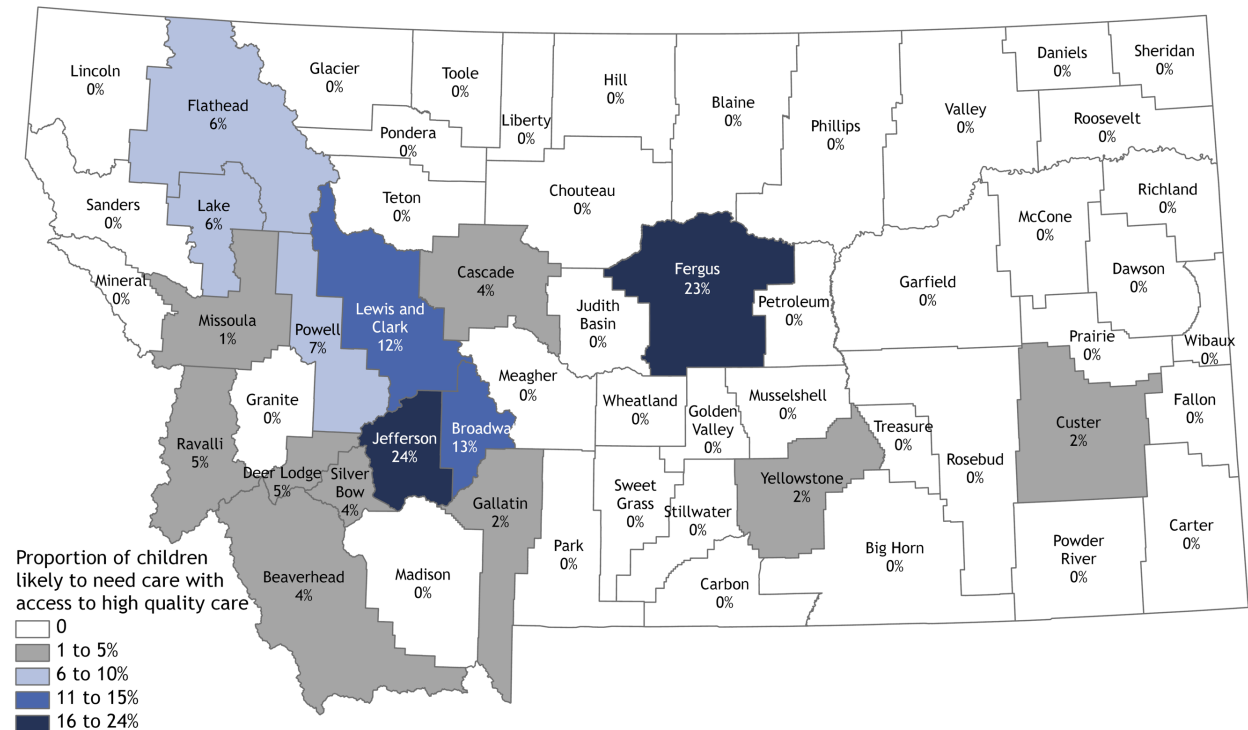 Lincoln
0%
Flathead
6%
Glacier
0%
Toole
0%
Liberty
0%
Hill
0%
Blaine
0%
Phillips
0%
Valley
0%
Daniels
0%
Sheridan
0%
Roosevelt
0%
Pondera
0%
Teton
0%
Chouteau
0%
Sanders
0%
Lake
6%
McCone
0%
Richland
0%
Mineral
0%
Missoula
1%
Powell
7%
Lewis and
Clark
12%
Cascade
4%
Judith
Basin
0%
Fergus
23%
Petroleum
0%
Garfield
0%
Dawson
0%
Prairie
0%
Wibaux
0%
Granite
0%
Meagher
0%
Wheatland
0%
Golden
Valley
0%
Musselshell
0%
Treasure
0%
Rosebud
0%
Custer
2%
Fallon
0%
Ravalli
5%
Deer Lodge
5%
Silver
Bow
4%
Jefferson
24%
Broadwa
13%
Gallatin
2%
Park
0%
Sweet
Grass
0%
Stillwater
0%
Yellowstone
2%
Big Horn
0%
Carbon
0%
Powder
River
0%
Carter
0%
Beaverhead
4%
Madison
0%
Proportion of children
likely to need care with
access to high quality care
0
1 to 5%
6 to 10%
11 to 15%
16 to 24%